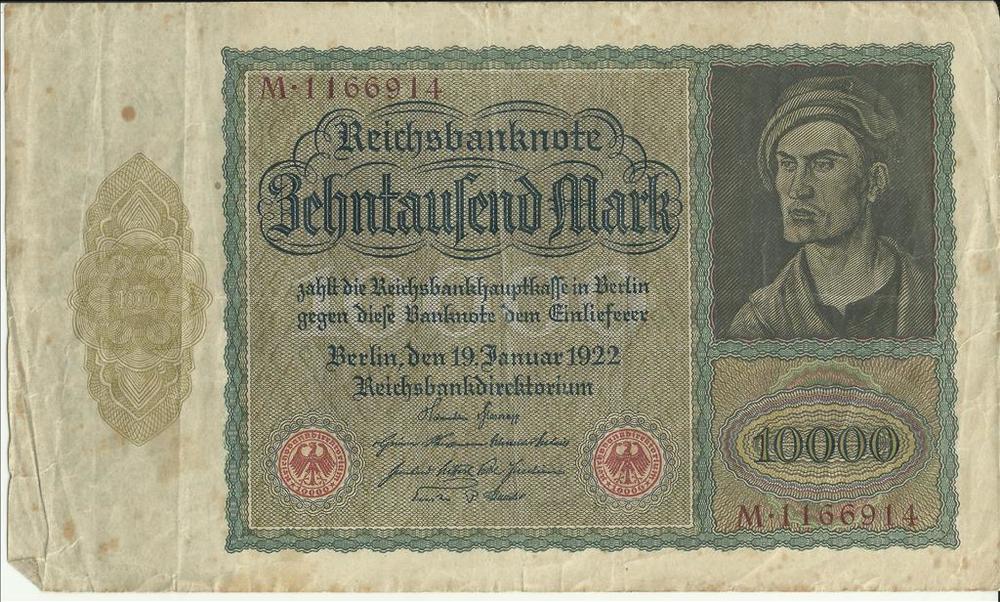 M·1166914
Reichsbanknote
Zehntauſend Mark
zahlt die Reichsbankhauptkaſſe in Berlin
gegen dieſe Banknote dem Einlieferer
Berlin, den 19. Januar 1922
Reichsbankdirektorium
10000
M·1166914